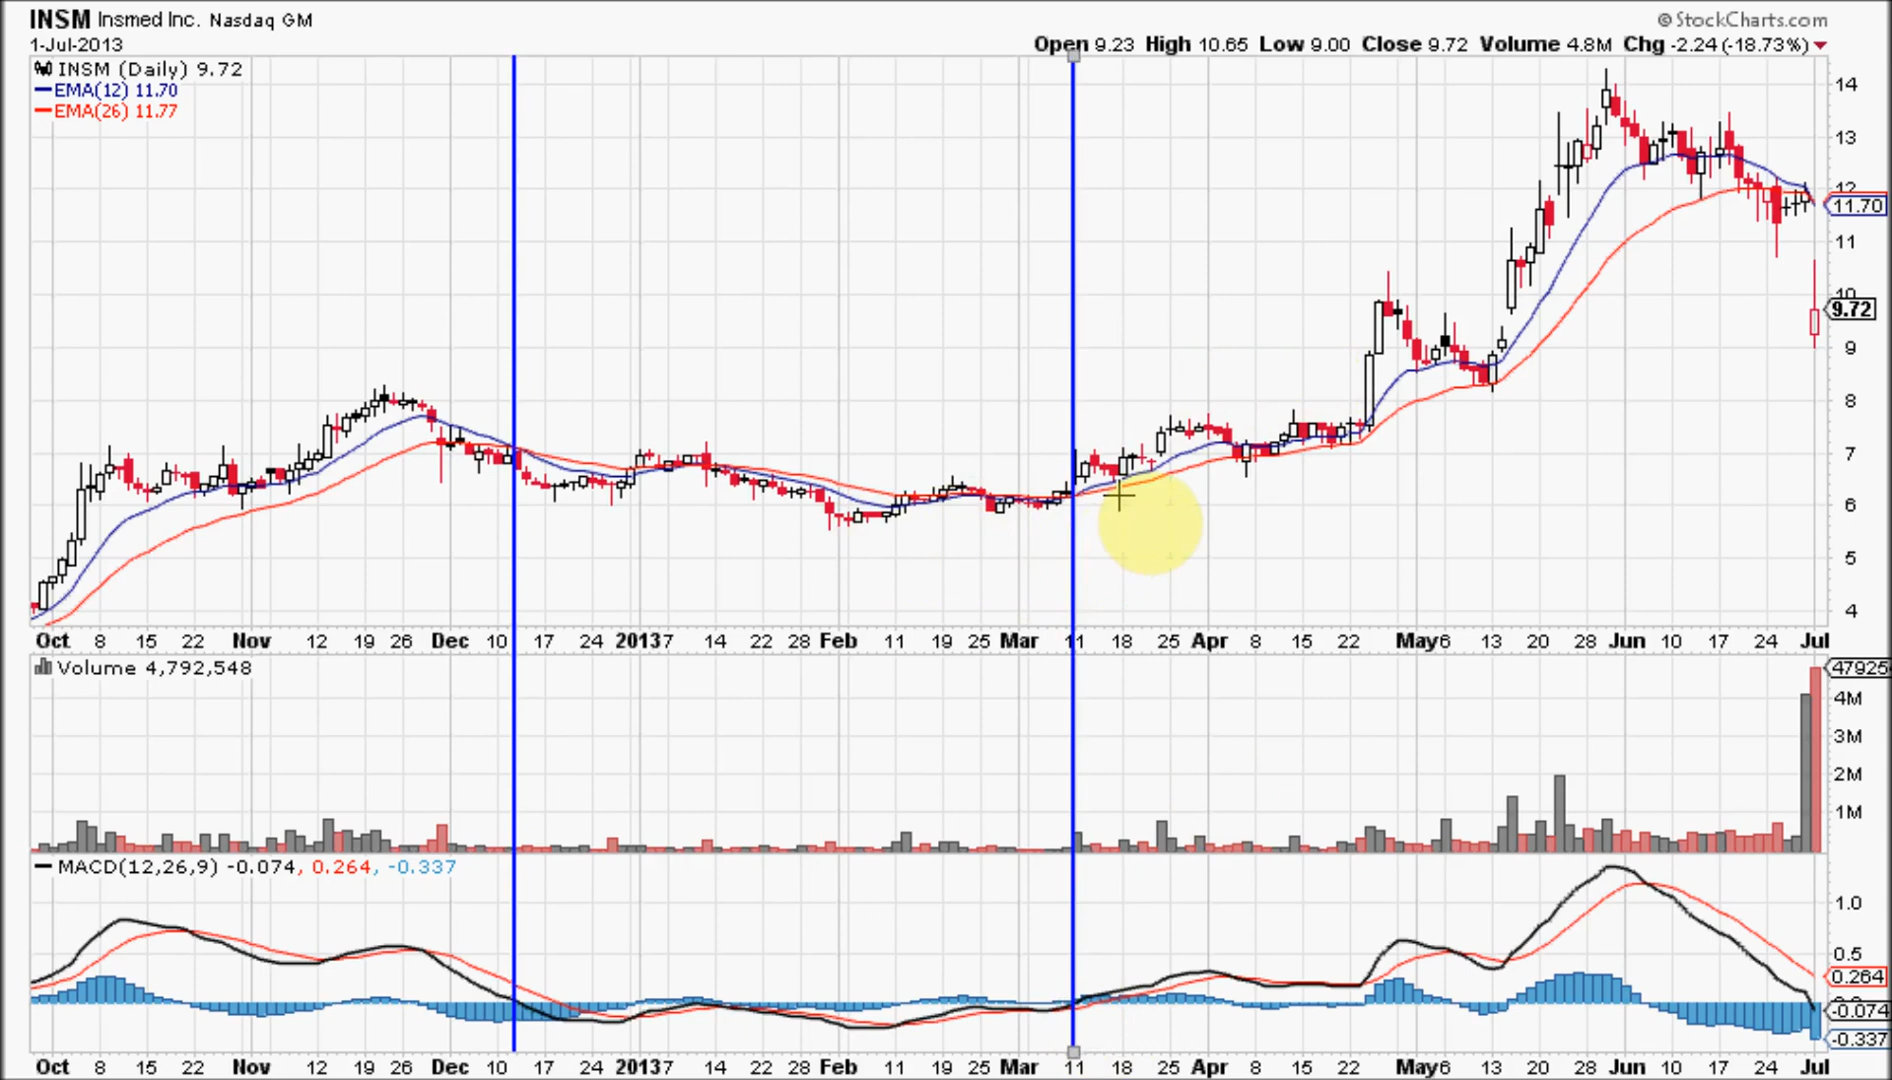 INSM Insmed Inc. Nasdaq GM
© StockCharts.com
1-Jul-2013
Open 9.23 High 10.65 Low 9.00 Close 9.72 Volume 4.8M Chg -2.24 (-18.73%)
INSM (Daily) 9.72
EMA(12) 11.70
EMA(26) 11.77
14
13
12
11.70
11
10
9.72
9
8
7
6
5
4
Oct 8 15 22 Nov 12 19 26 Dec 10 17 24 2013 7 14 22 28 Feb 11 19 25 Mar 11 18 25 Apr 8 15 22 May 6 13 20 28 Jun 10 17 24 Jul
Volume 4,792,548
47925
4M
3M
2M
1M
MACD(12,26,9) -0.074, 0.264, -0.337
1.0
0.5
0.264
-0.074
-0.337
Oct 8 15 22 Nov 12 19 26 Dec 10 17 24 2013 7 14 22 28 Feb 11 19 25 Mar 11 18 25 Apr 8 15 22 May 6 13 20 28 Jun 10 17 24 Jul